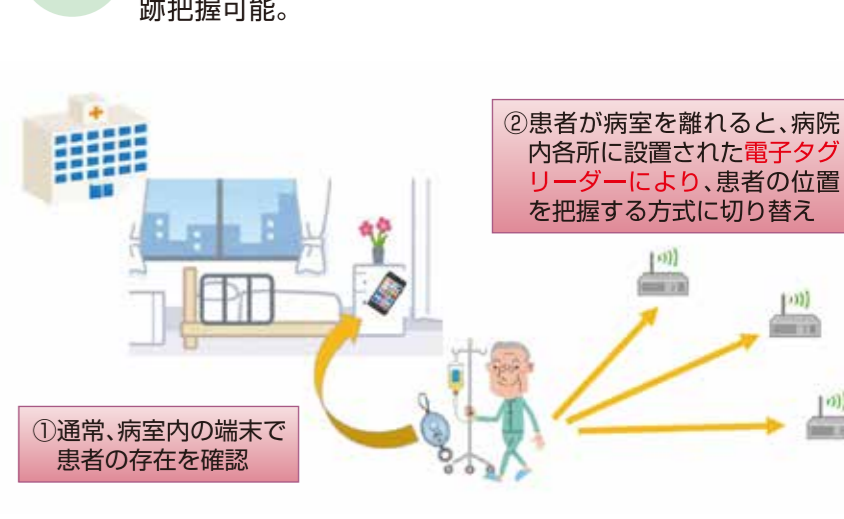 跡把握可能。
②患者が病室を離れると、病院
内各所に設置された電子タグ
リーダーにより、患者の位置
を把握する方式に切り替え
①通常、病室内の端末で
患者の存在を確認